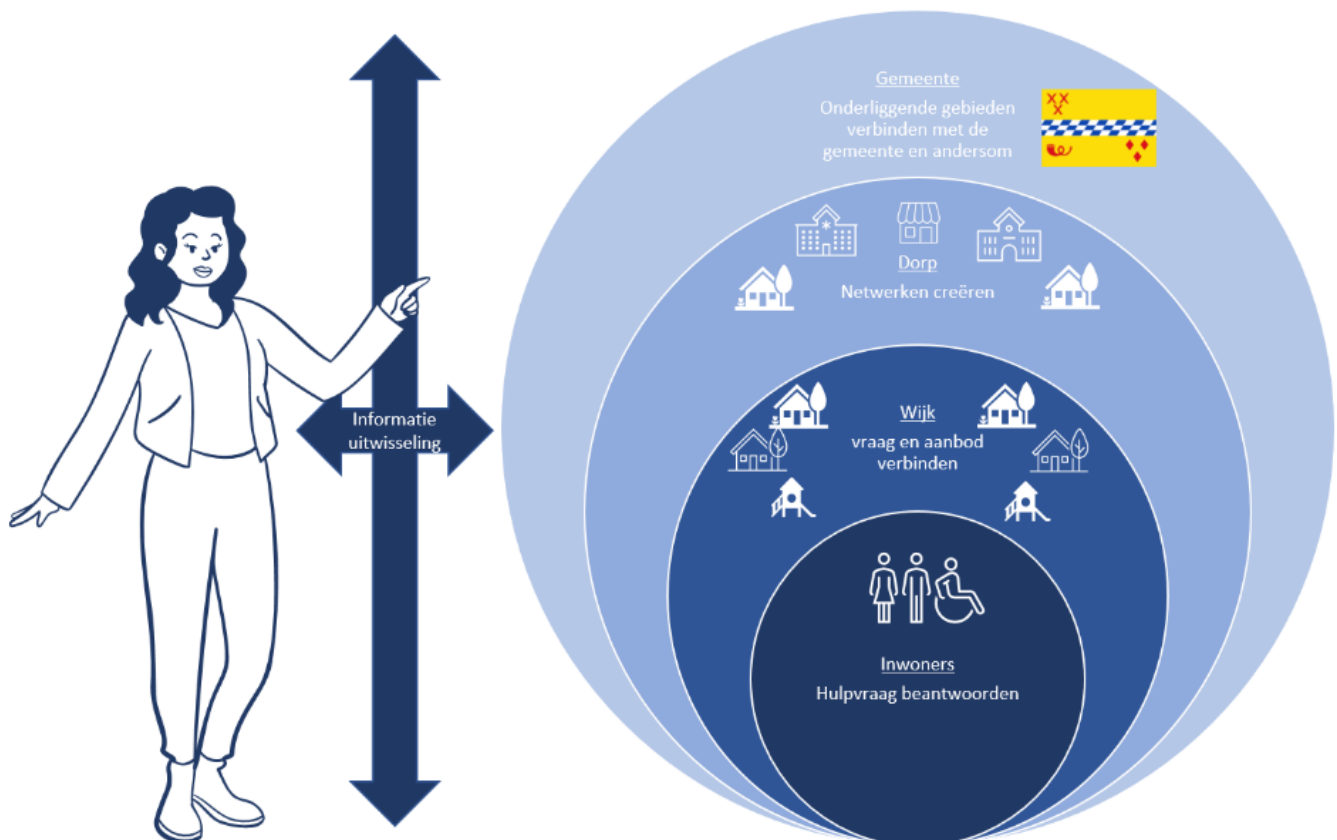 Gemeente
Onderliggende gebieden
verbinden met de
gemeente en andersom
Dorp
Netwerken creëren
Informatie
uitwisseling
Wijk
vraag en aanbod
verbinden
Inwoners
Hulpvraag beantwoorden